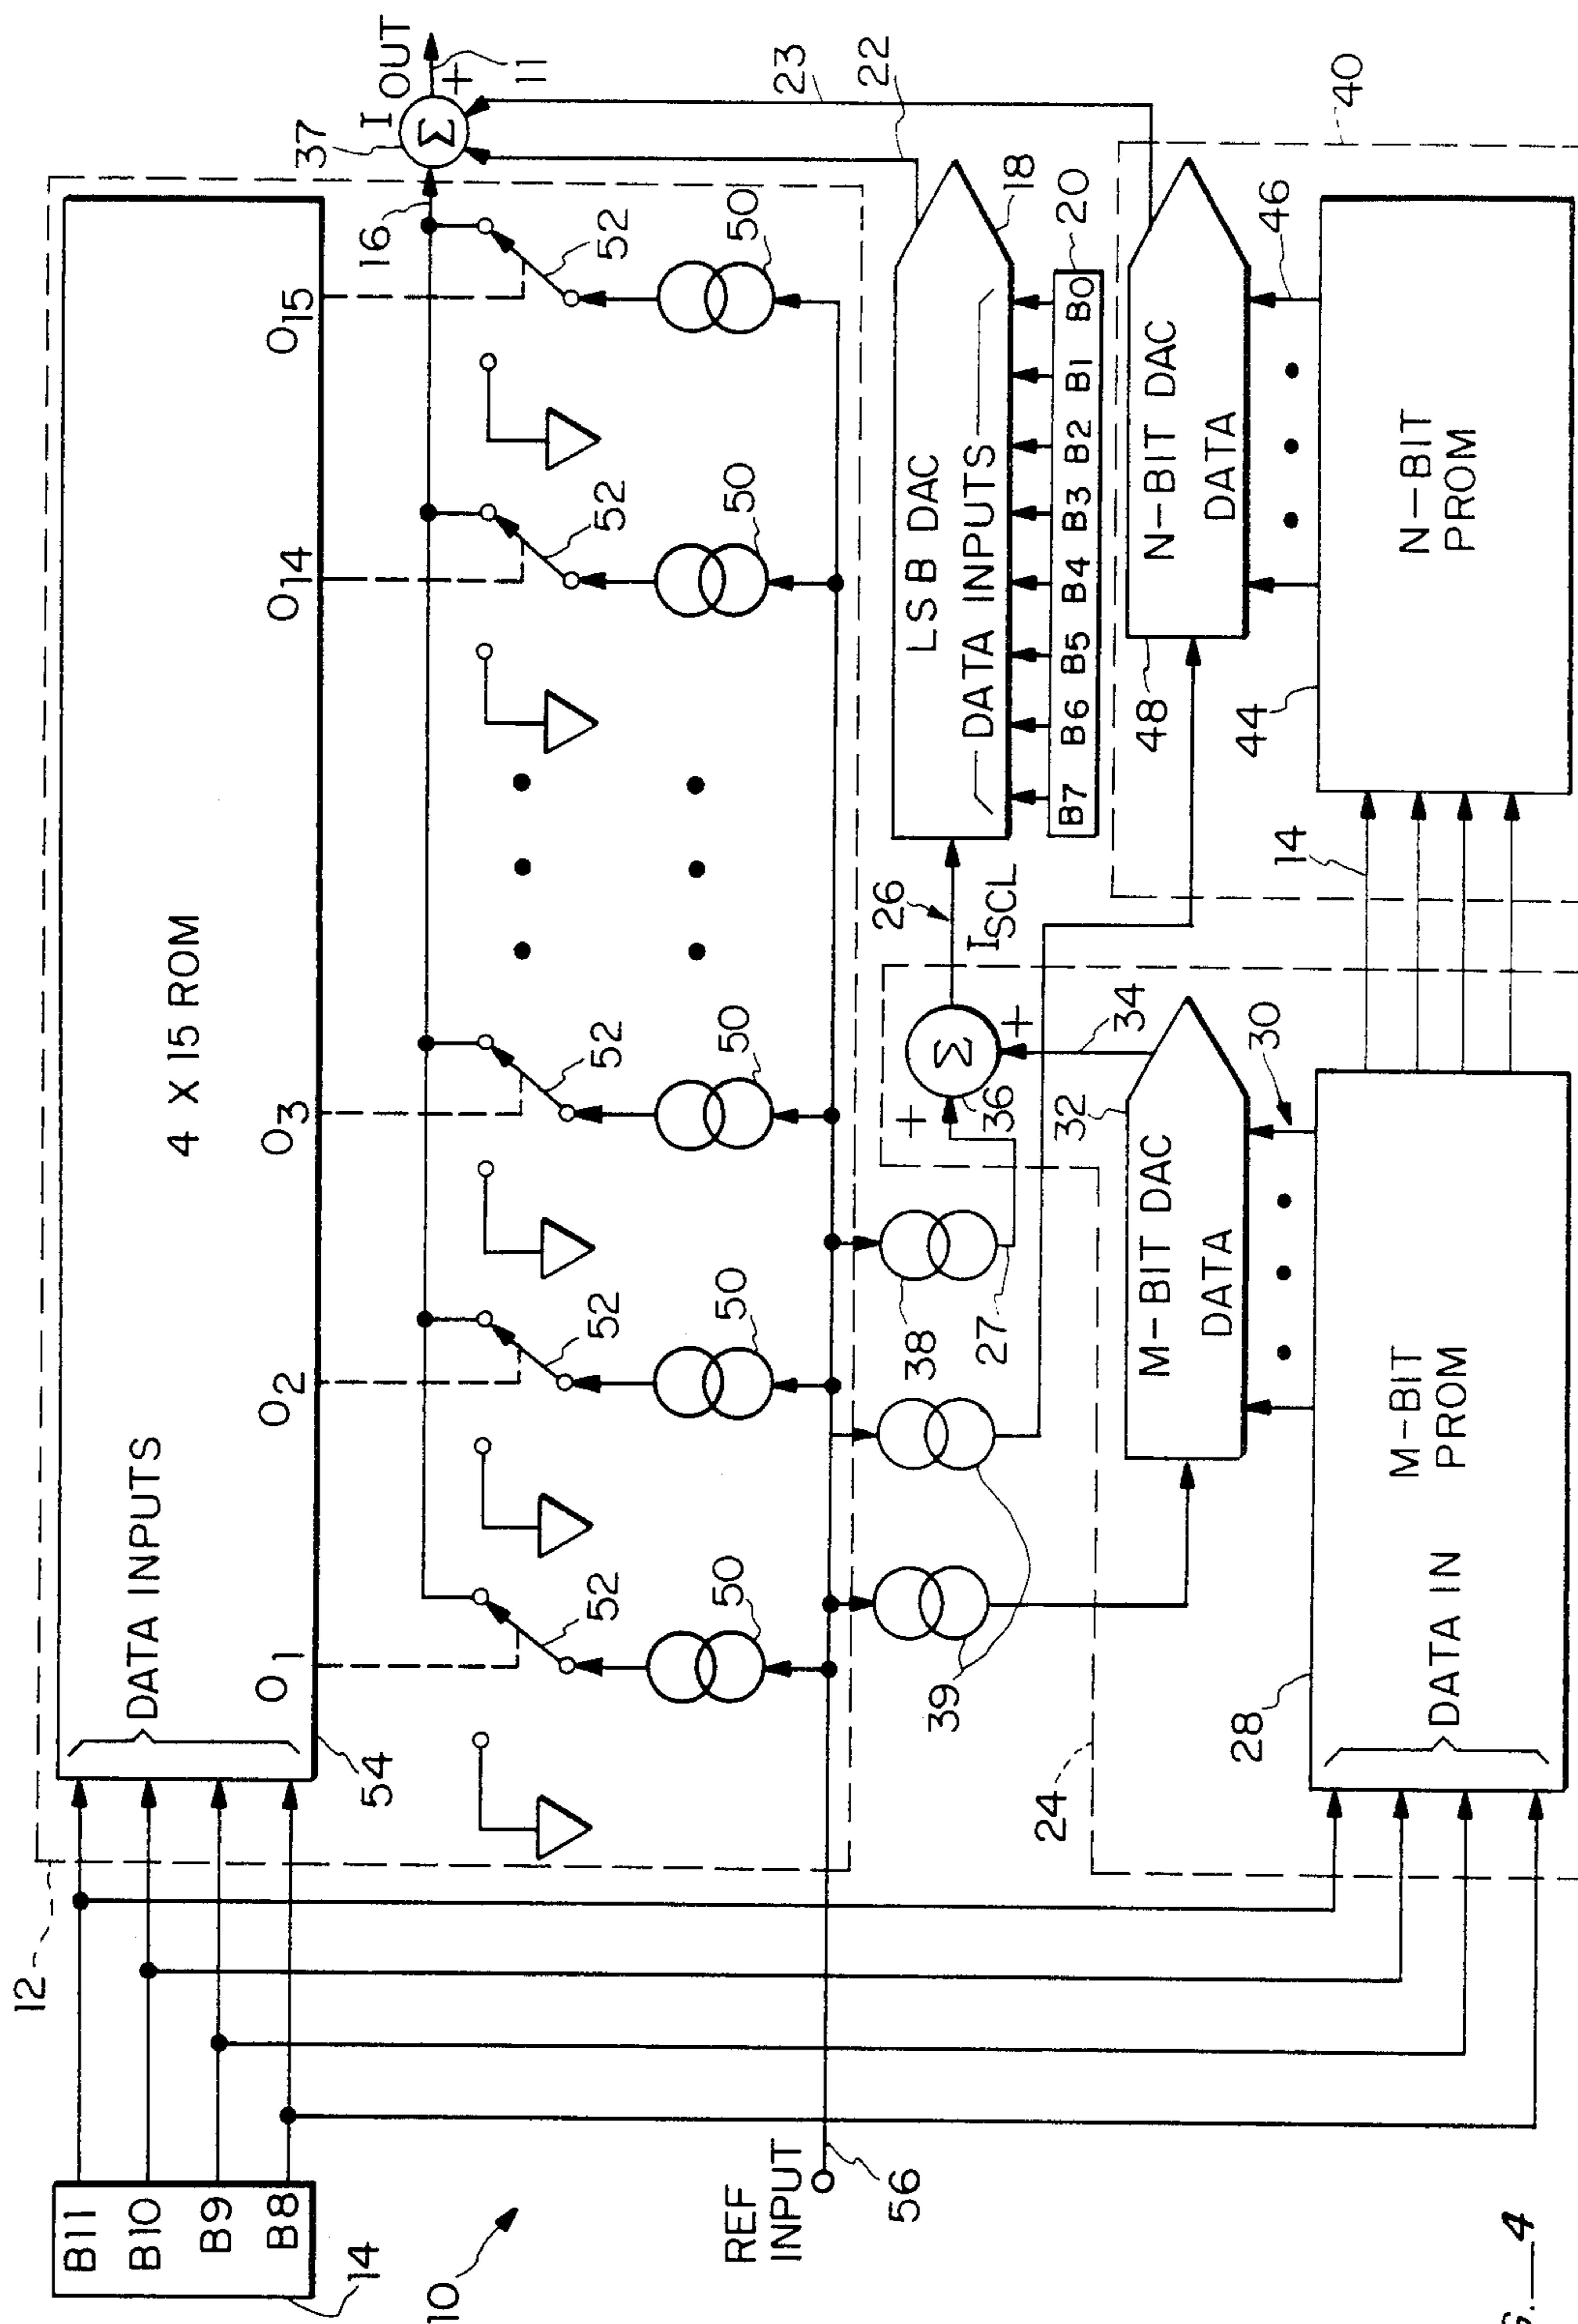 12
14
B11
B10
B9
B8
10
DATA INPUTS
4 X 15 ROM
54
O1
O2
O3
O14
O15
16
37
I OUT
+
11
Σ
52
52
52
52
52
50
50
50
50
50
REF
INPUT
56
39
38
27
24
+
Σ
36
+
34
26
ISCL
LSB DAC
DATA INPUTS
18
B7 B6 B5 B4 B3 B2 B1 B0
20
22
23
32
M-BIT DAC
DATA
30
28
DATA IN
M-BIT
PROM
14
48
N-BIT DAC
DATA
46
44
N-BIT
PROM
40
G.—4